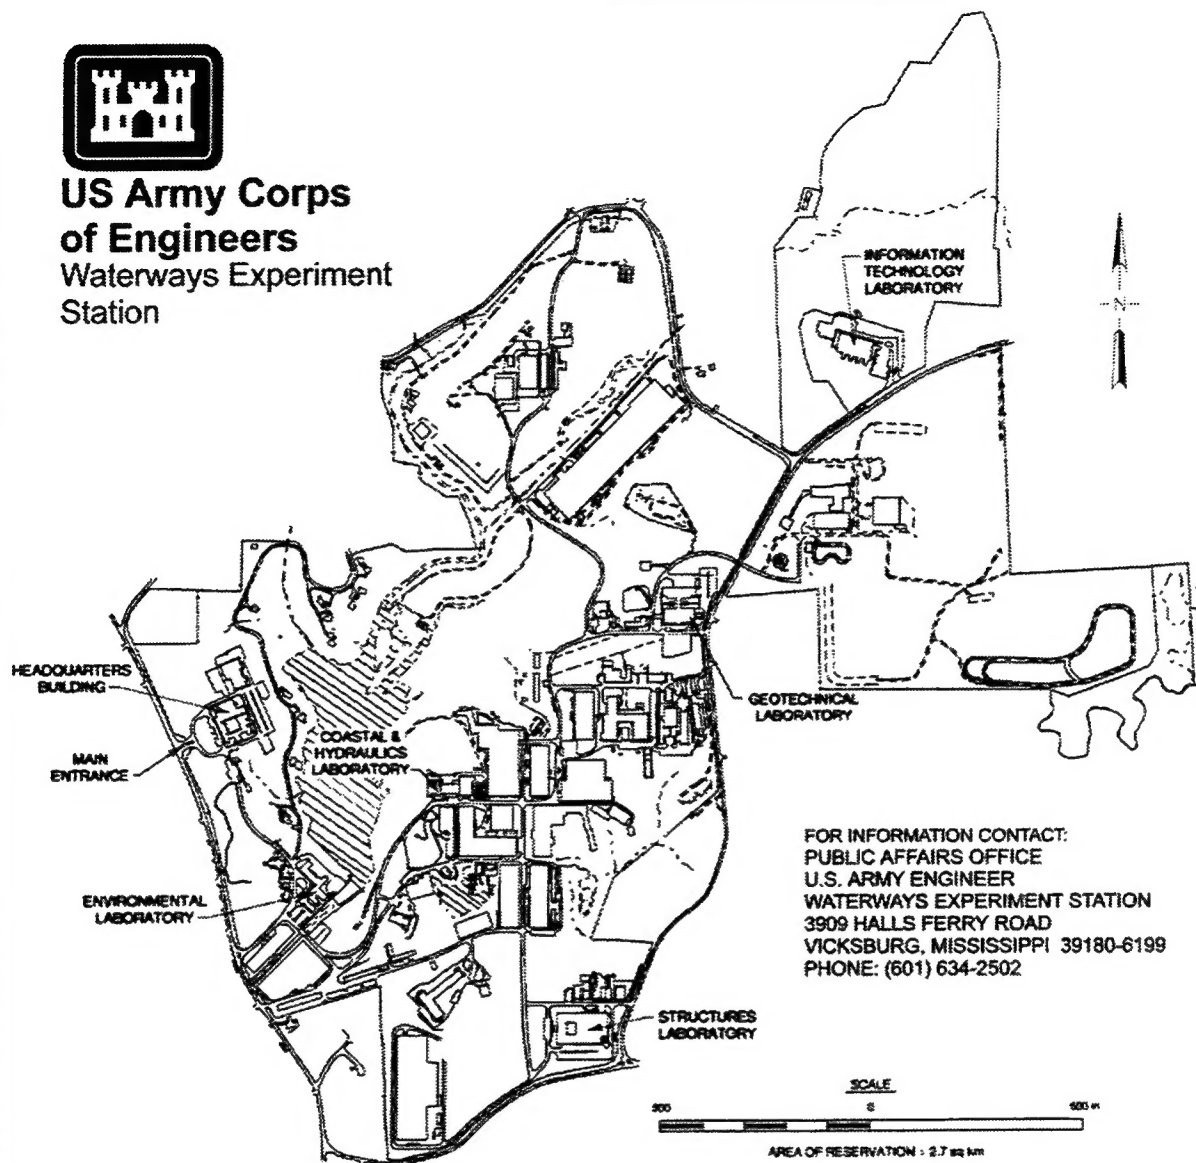 US Army Corps
of Engineers
Waterways Experiment
Station
INFORMATION
TECHNOLOGY
LABORATORY
N
HEADQUARTERS
BUILDING
MAIN
ENTRANCE
COASTAL &
HYDRAULICS
LABORATORY
GEOTECHNICAL
LABORATORY
ENVIRONMENTAL
LABORATORY
FOR INFORMATION CONTACT:
PUBLIC AFFAIRS OFFICE
U.S. ARMY ENGINEER
WATERWAYS EXPERIMENT STATION
3909 HALLS FERRY ROAD
VICKSBURG, MISSISSIPPI 39180-6199
PHONE: (601) 634-2502
STRUCTURES
LABORATORY
SCALE
0
m
AREA OF RESERVATION : 2.7 sq km